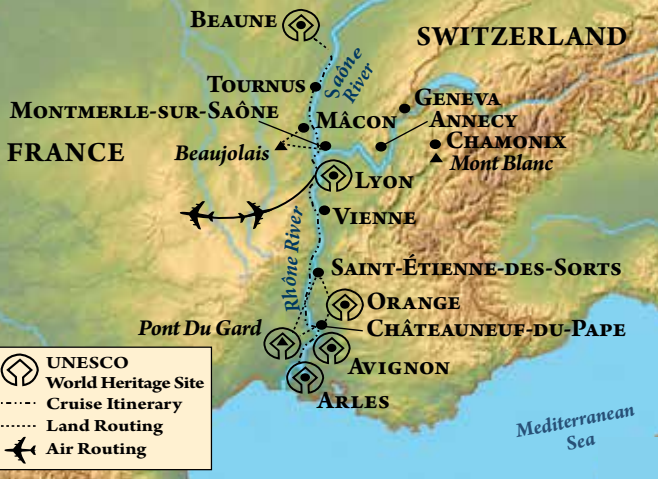 BEAUNE
SWITZERLAND
Saône
River
TOURNUS
GENEVA
MONTMERLE-SUR-SAÔNE
MÂCON
ANNECY
CHAMONIX
FRANCE
Beaujolais
Mont Blanc
LYON
VIENNE
Rhône River
SAINT-ÉTIENNE-DES-SORTS
ORANGE
Pont Du Gard
CHÂTEAUNEUF-DU-PAPE
AVIGNON
ARLES
UNESCO
World Heritage Site
Cruise Itinerary
Land Routing
Air Routing
Mediterranean
Sea